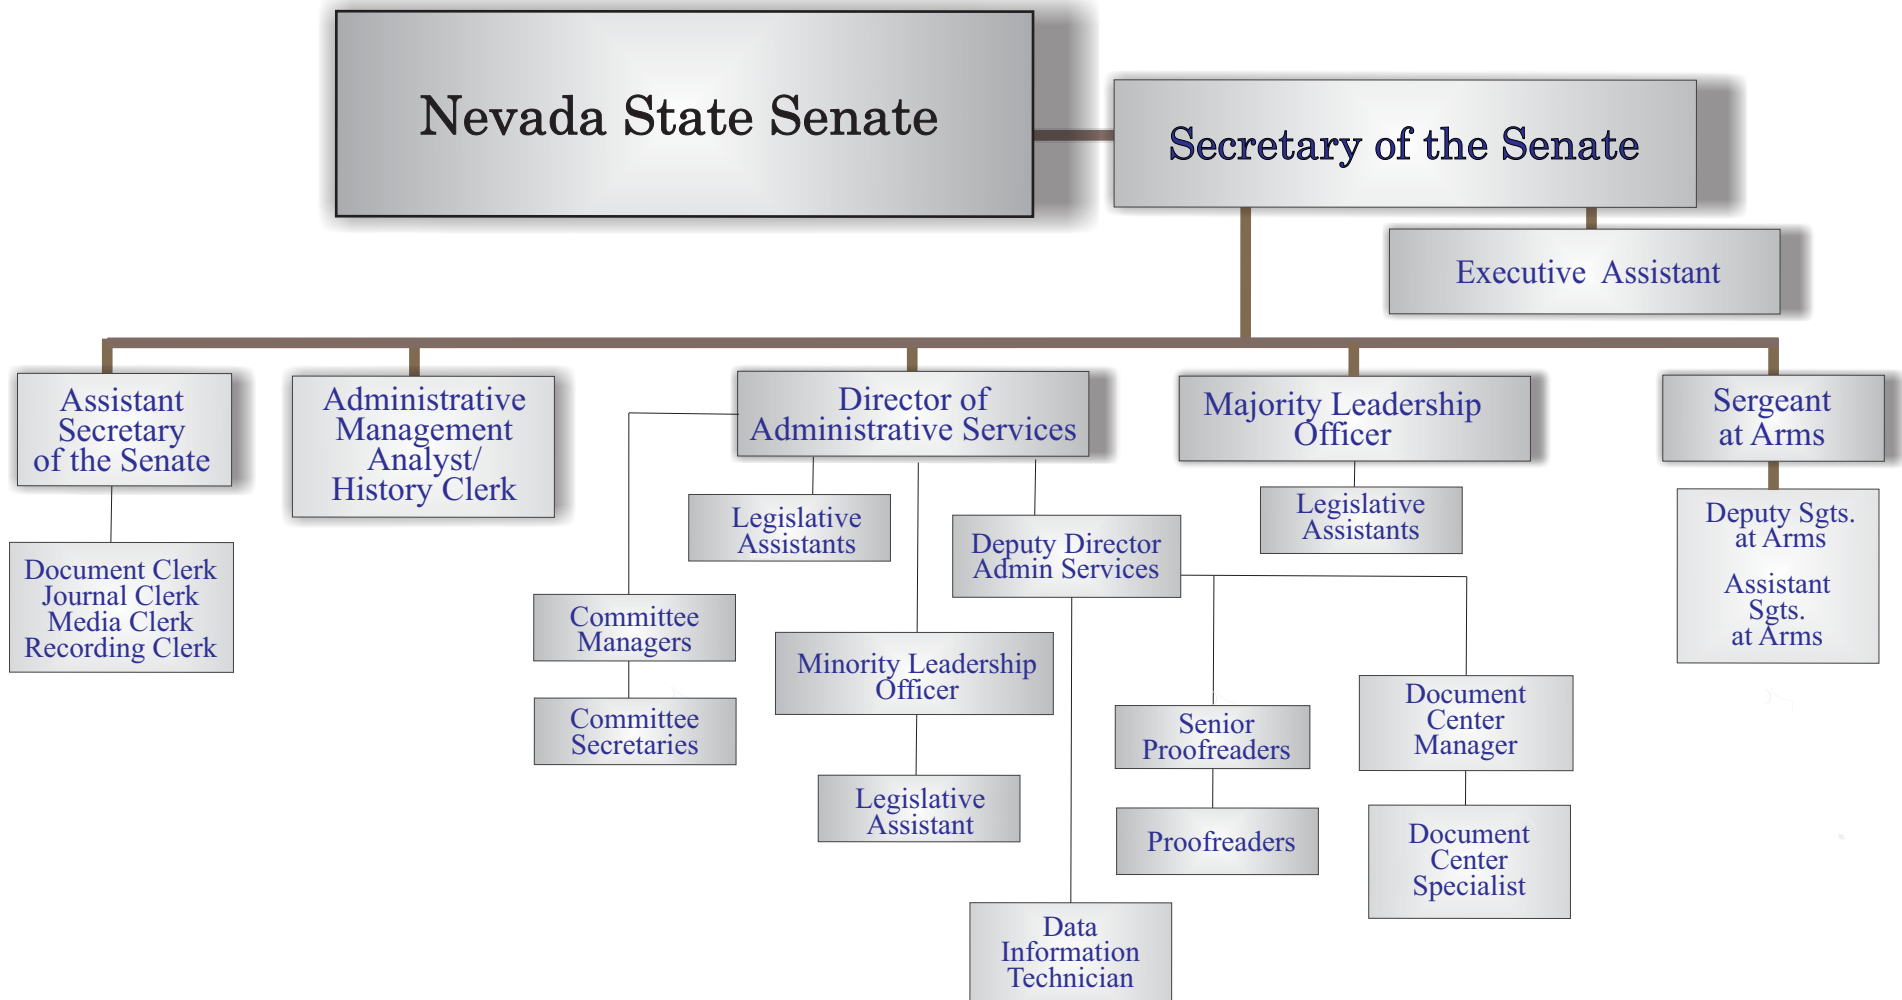 Nevada State Senate
Secretary of the Senate
Executive Assistant
Assistant
Secretary
of the Senate
Administrative
Management
Analyst/
History Clerk
Director of
Administrative Services
Majority Leadership
Officer
Sergeant
at Arms
Document Clerk
Journal Clerk
Media Clerk
Recording Clerk
Legislative
Assistants
Deputy Director
Admin Services
Legislative
Assistants
Deputy Sgts.
at Arms
Assistant
Sgts.
at Arms
Committee
Managers
Committee
Secretaries
Minority Leadership
Officer
Legislative
Assistant
Senior
Proofreaders
Proofreaders
Document
Center
Manager
Document
Center
Specialist
Data
Information
Technician